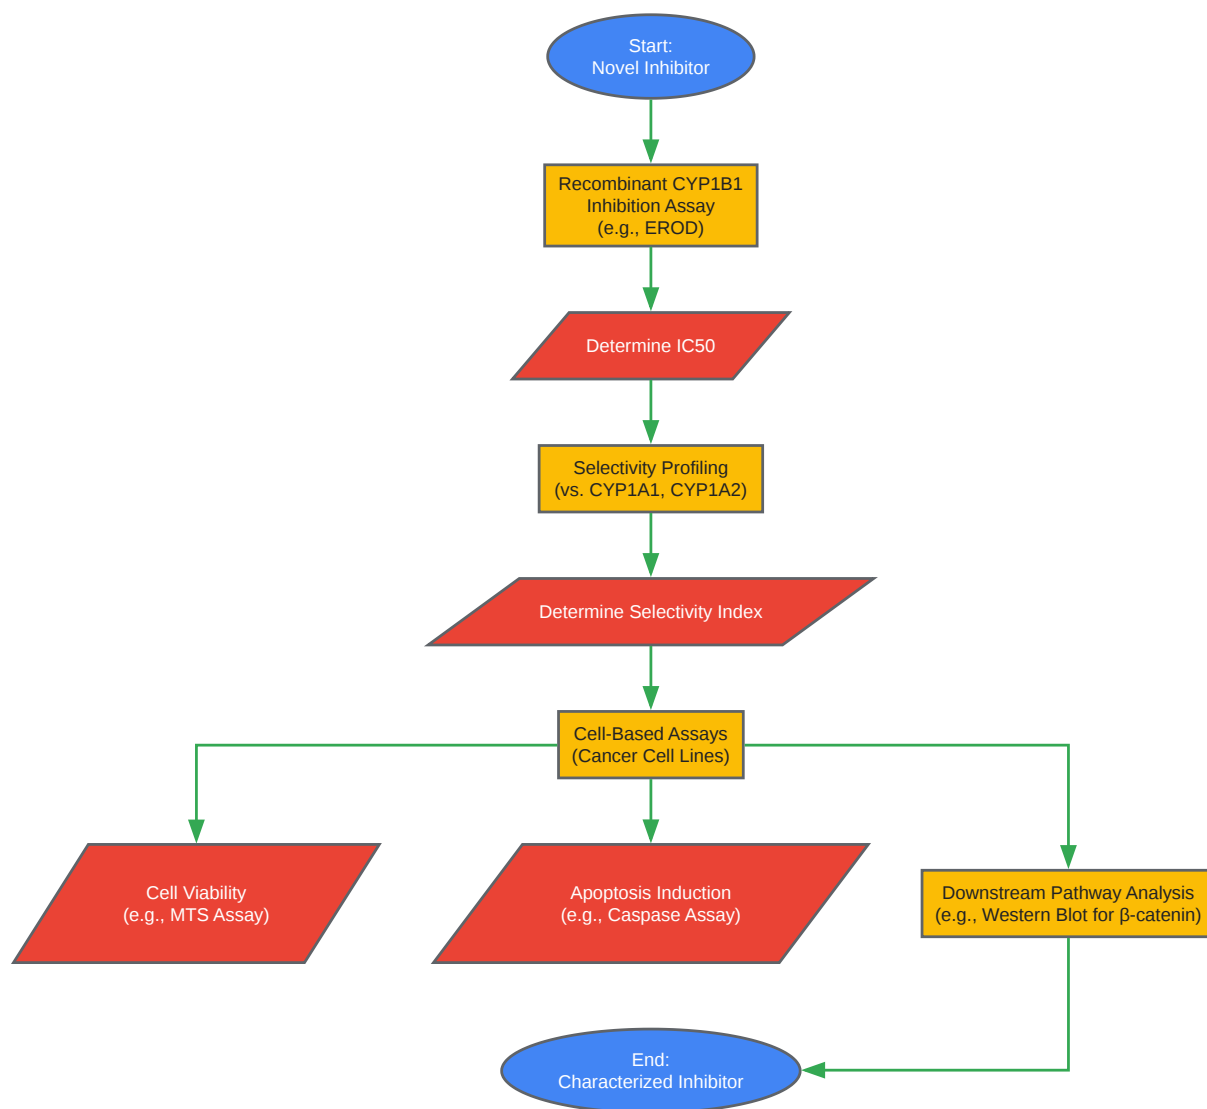 Start:
Novel Inhibitor
Recombinant CYP1B1
Inhibition Assay
(e.g., EROD)
Determine IC50
Selectivity Profiling
(vs. CYP1A1, CYP1A2)
Determine Selectivity Index
Cell-Based Assays
(Cancer Cell Lines)
Cell Viability
(e.g., MTS Assay)
Apoptosis Induction
(e.g., Caspase Assay)
Downstream Pathway Analysis
(e.g., Western Blot for β-catenin)
End:
Characterized Inhibitor